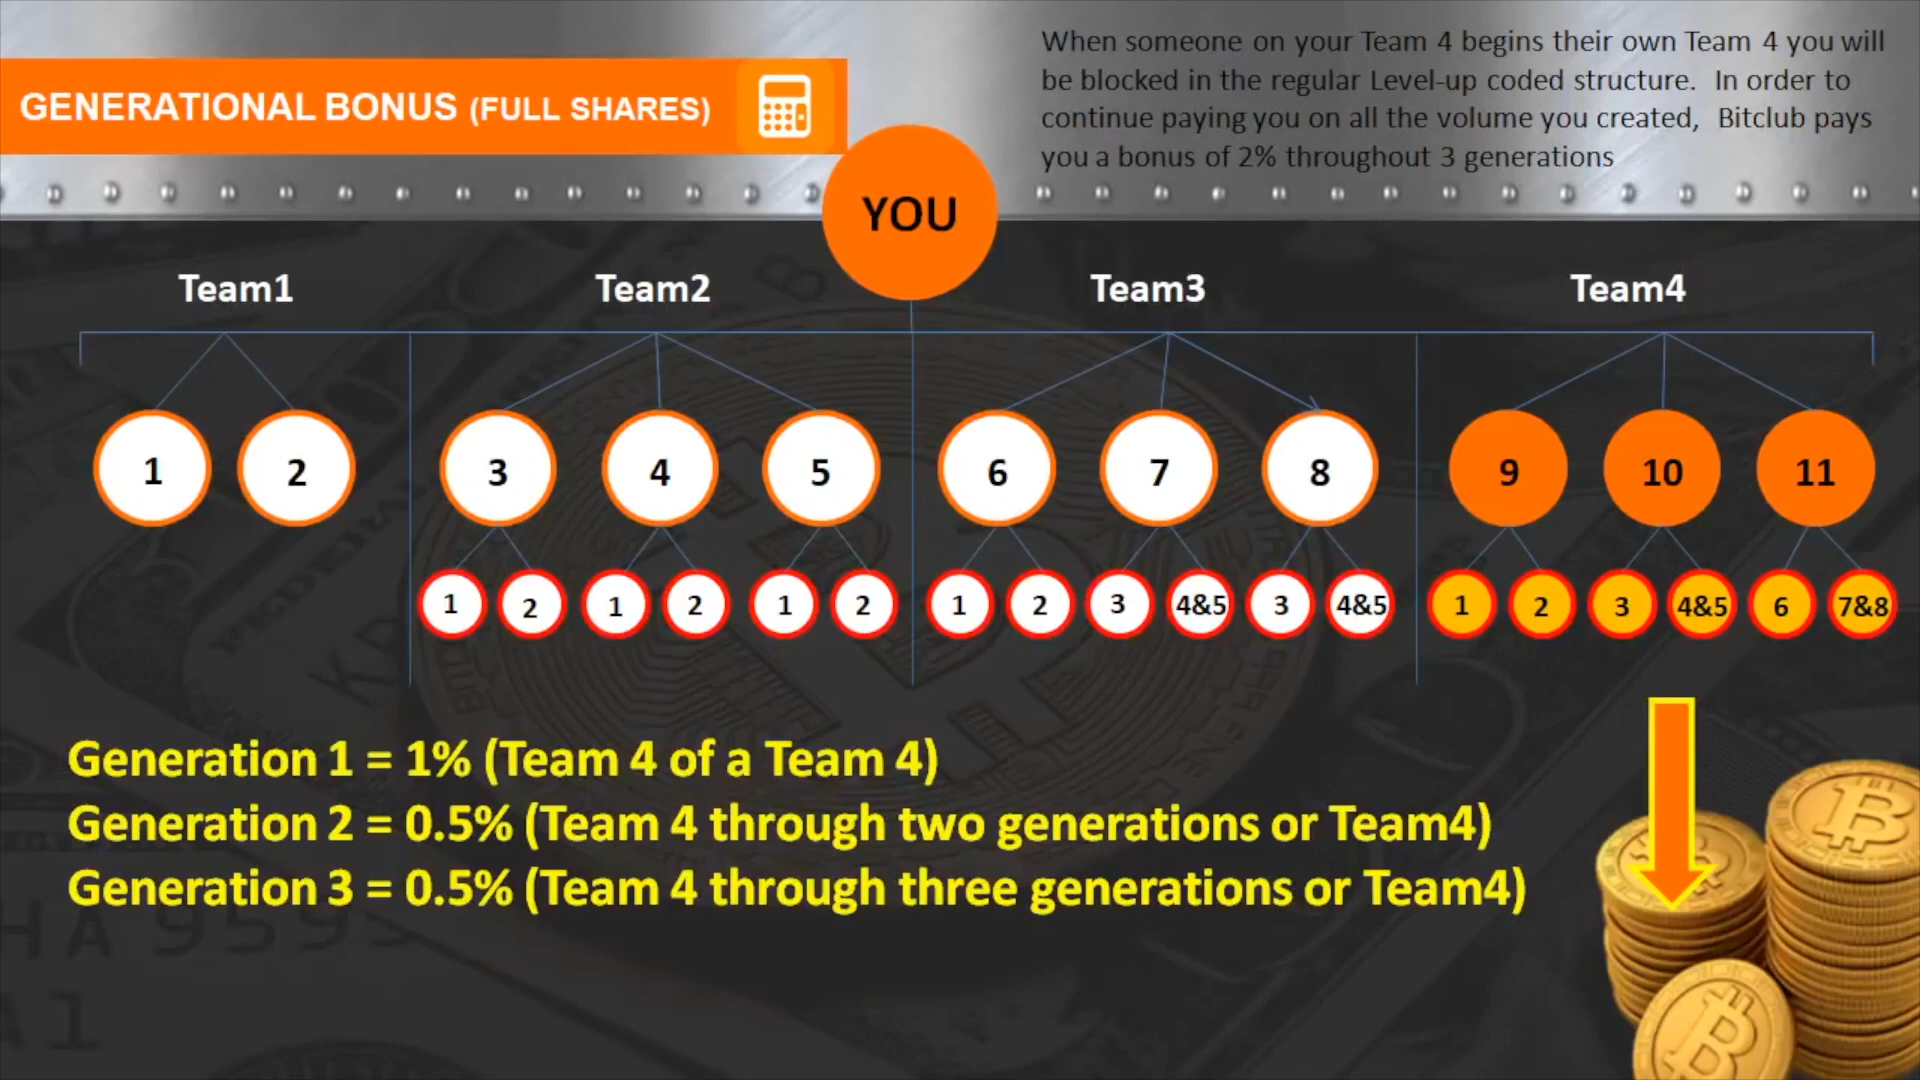 GENERATIONAL BONUS (FULL SHARES)
When someone on your Team 4 begins their own Team 4 you will
be blocked in the regular Level-up coded structure. In order to
continue paying you on all the volume you created, Bitclub pays
you a bonus of 2% throughout 3 generations
YOU
Team1 Team2 Team3 Team4
1 2 3 4 5 6 7 8 9 10 11
1 2 1 2 1 2 1 2 3 4&5 3 4&5 1 2 3 4&5 6 7&8
Generation 1 = 1% (Team 4 of a Team 4)
Generation 2 = 0.5% (Team 4 through two generations or Team4)
Generation 3 = 0.5% (Team 4 through three generations or Team4)